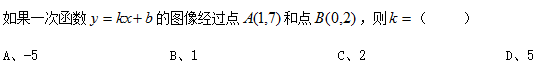 如果一次函数 y = kx + b 的图像经过点 A(1,7) 和点 B(0,2)，则 k =（ ）
A、-5 B、1 C、2 D、5